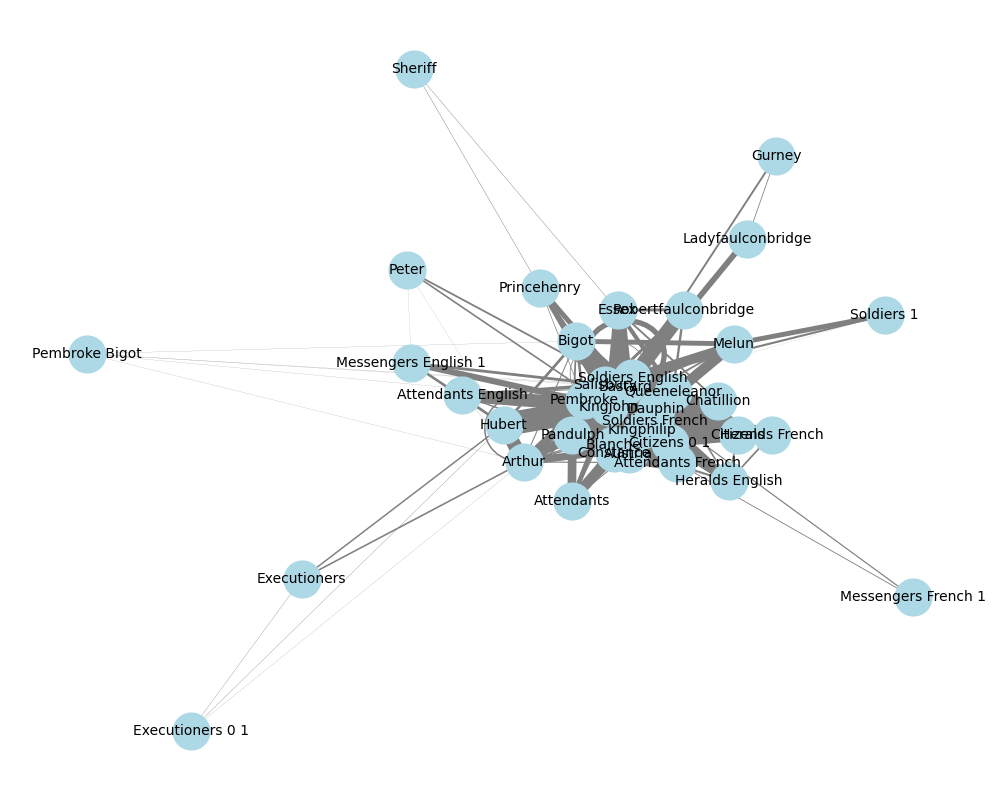 Sheriff
Gurney
Ladyfaulconbridge
Peter
Princehenry
Essex
Robertfaulconbridge
Soldiers 1
Bigot
Melun
Pembroke Bigot
Messengers English 1
Soldiers English
Salisbury
Bastard
Queeneleanor
Attendants English
Pembroke
Chatillion
Kingjohn
Dauphin
Soldiers French
Hubert
Kingphilip
Pandulph
Citizens
Heralds
Heralds French
Blanche
Citizens 0 1
Constance
Austria
Arthur
Attendants French
Heralds English
Attendants
Executioners
Messengers French 1
Executioners 0 1